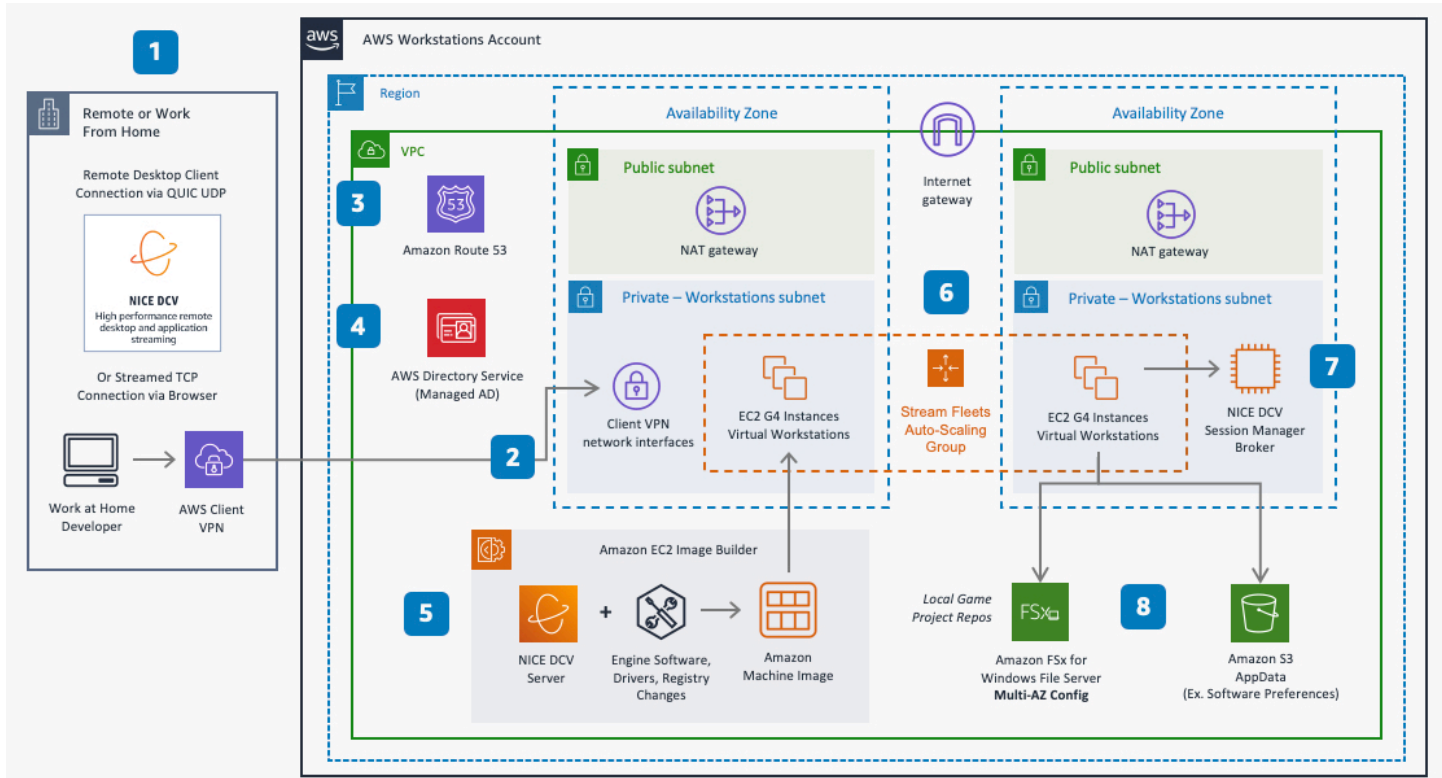 1
aws
AWS Workstations Account
Remote or Work
From Home
Remote Desktop Client
Connection via QUIC UDP
NICE DCV
High performance remote
desktop and application
streaming
Or Streamed TCP
Connection via Browser
Work at Home
Developer
AWS Client
VPN
Region
VPC
3
53
Amazon Route 53
4
AWS Directory Service
(Managed AD)
2
Availability Zone
Public subnet
NAT gateway
Private – Workstations subnet
Client VPN
network interfaces
EC2 G4 Instances
Virtual Workstations
Internet
gateway
6
Stream Fleets
Auto-Scaling
Group
Availability Zone
Public subnet
NAT gateway
Private – Workstations subnet
EC2 G4 Instances
Virtual Workstations
7
NICE DCV
Session Manager
Broker
5
Amazon EC2 Image Builder
NICE DCV
Server
+
Engine Software,
Drivers, Registry
Changes
Amazon
Machine Image
Local Game
Project Repos
FSx
8
Amazon FSx for
Windows File Server
Multi-AZ Config
Amazon S3
AppData
(Ex. Software Preferences)